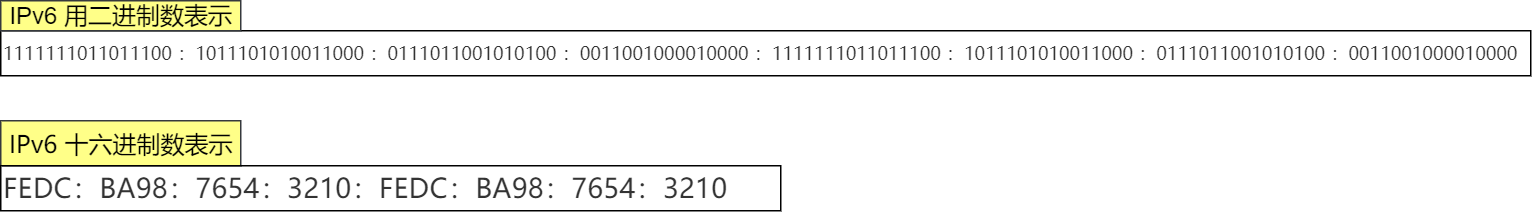 IPv6 用二进制数表示
1111111011011100 : 1011101010011000 : 0111011001010100 : 0011001000010000 : 1111111011011100 : 1011101010011000 : 0111011001010100 : 0011001000010000
IPv6 十六进制数表示
FEDC：BA98：7654：3210：FEDC：BA98：7654：3210